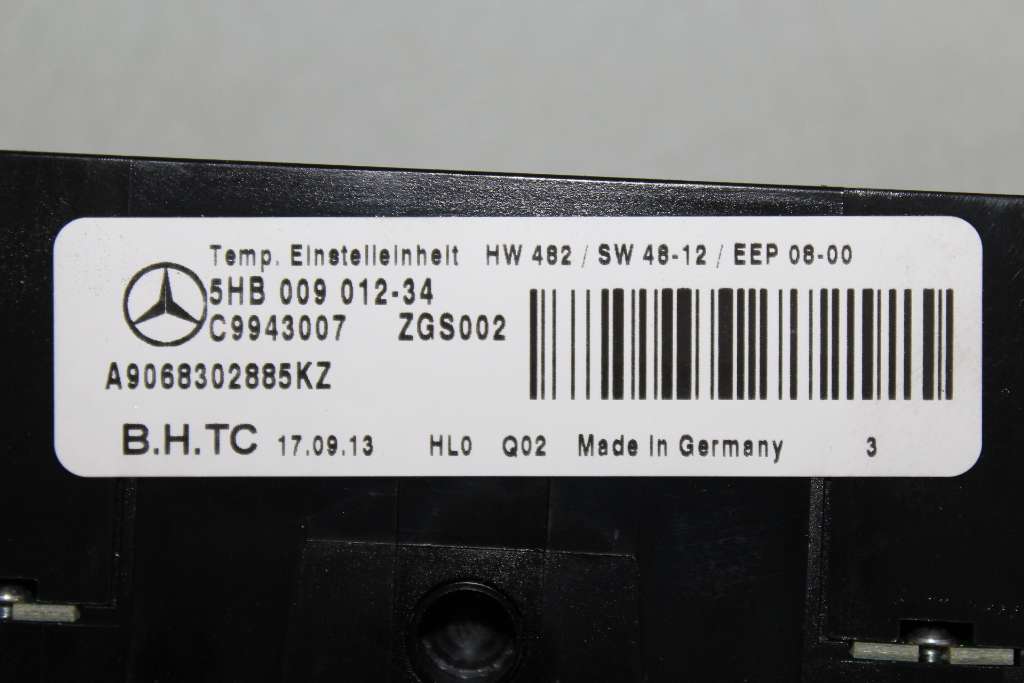 Temp. Einstelleinheit HW 482 / SW 48-12 / EEP 08-00
5HB 009 012-34
C9943007 ZGS002
A9068302885KZ
B.H.TC 17.09.13 HL0 Q02 Made in Germany 3